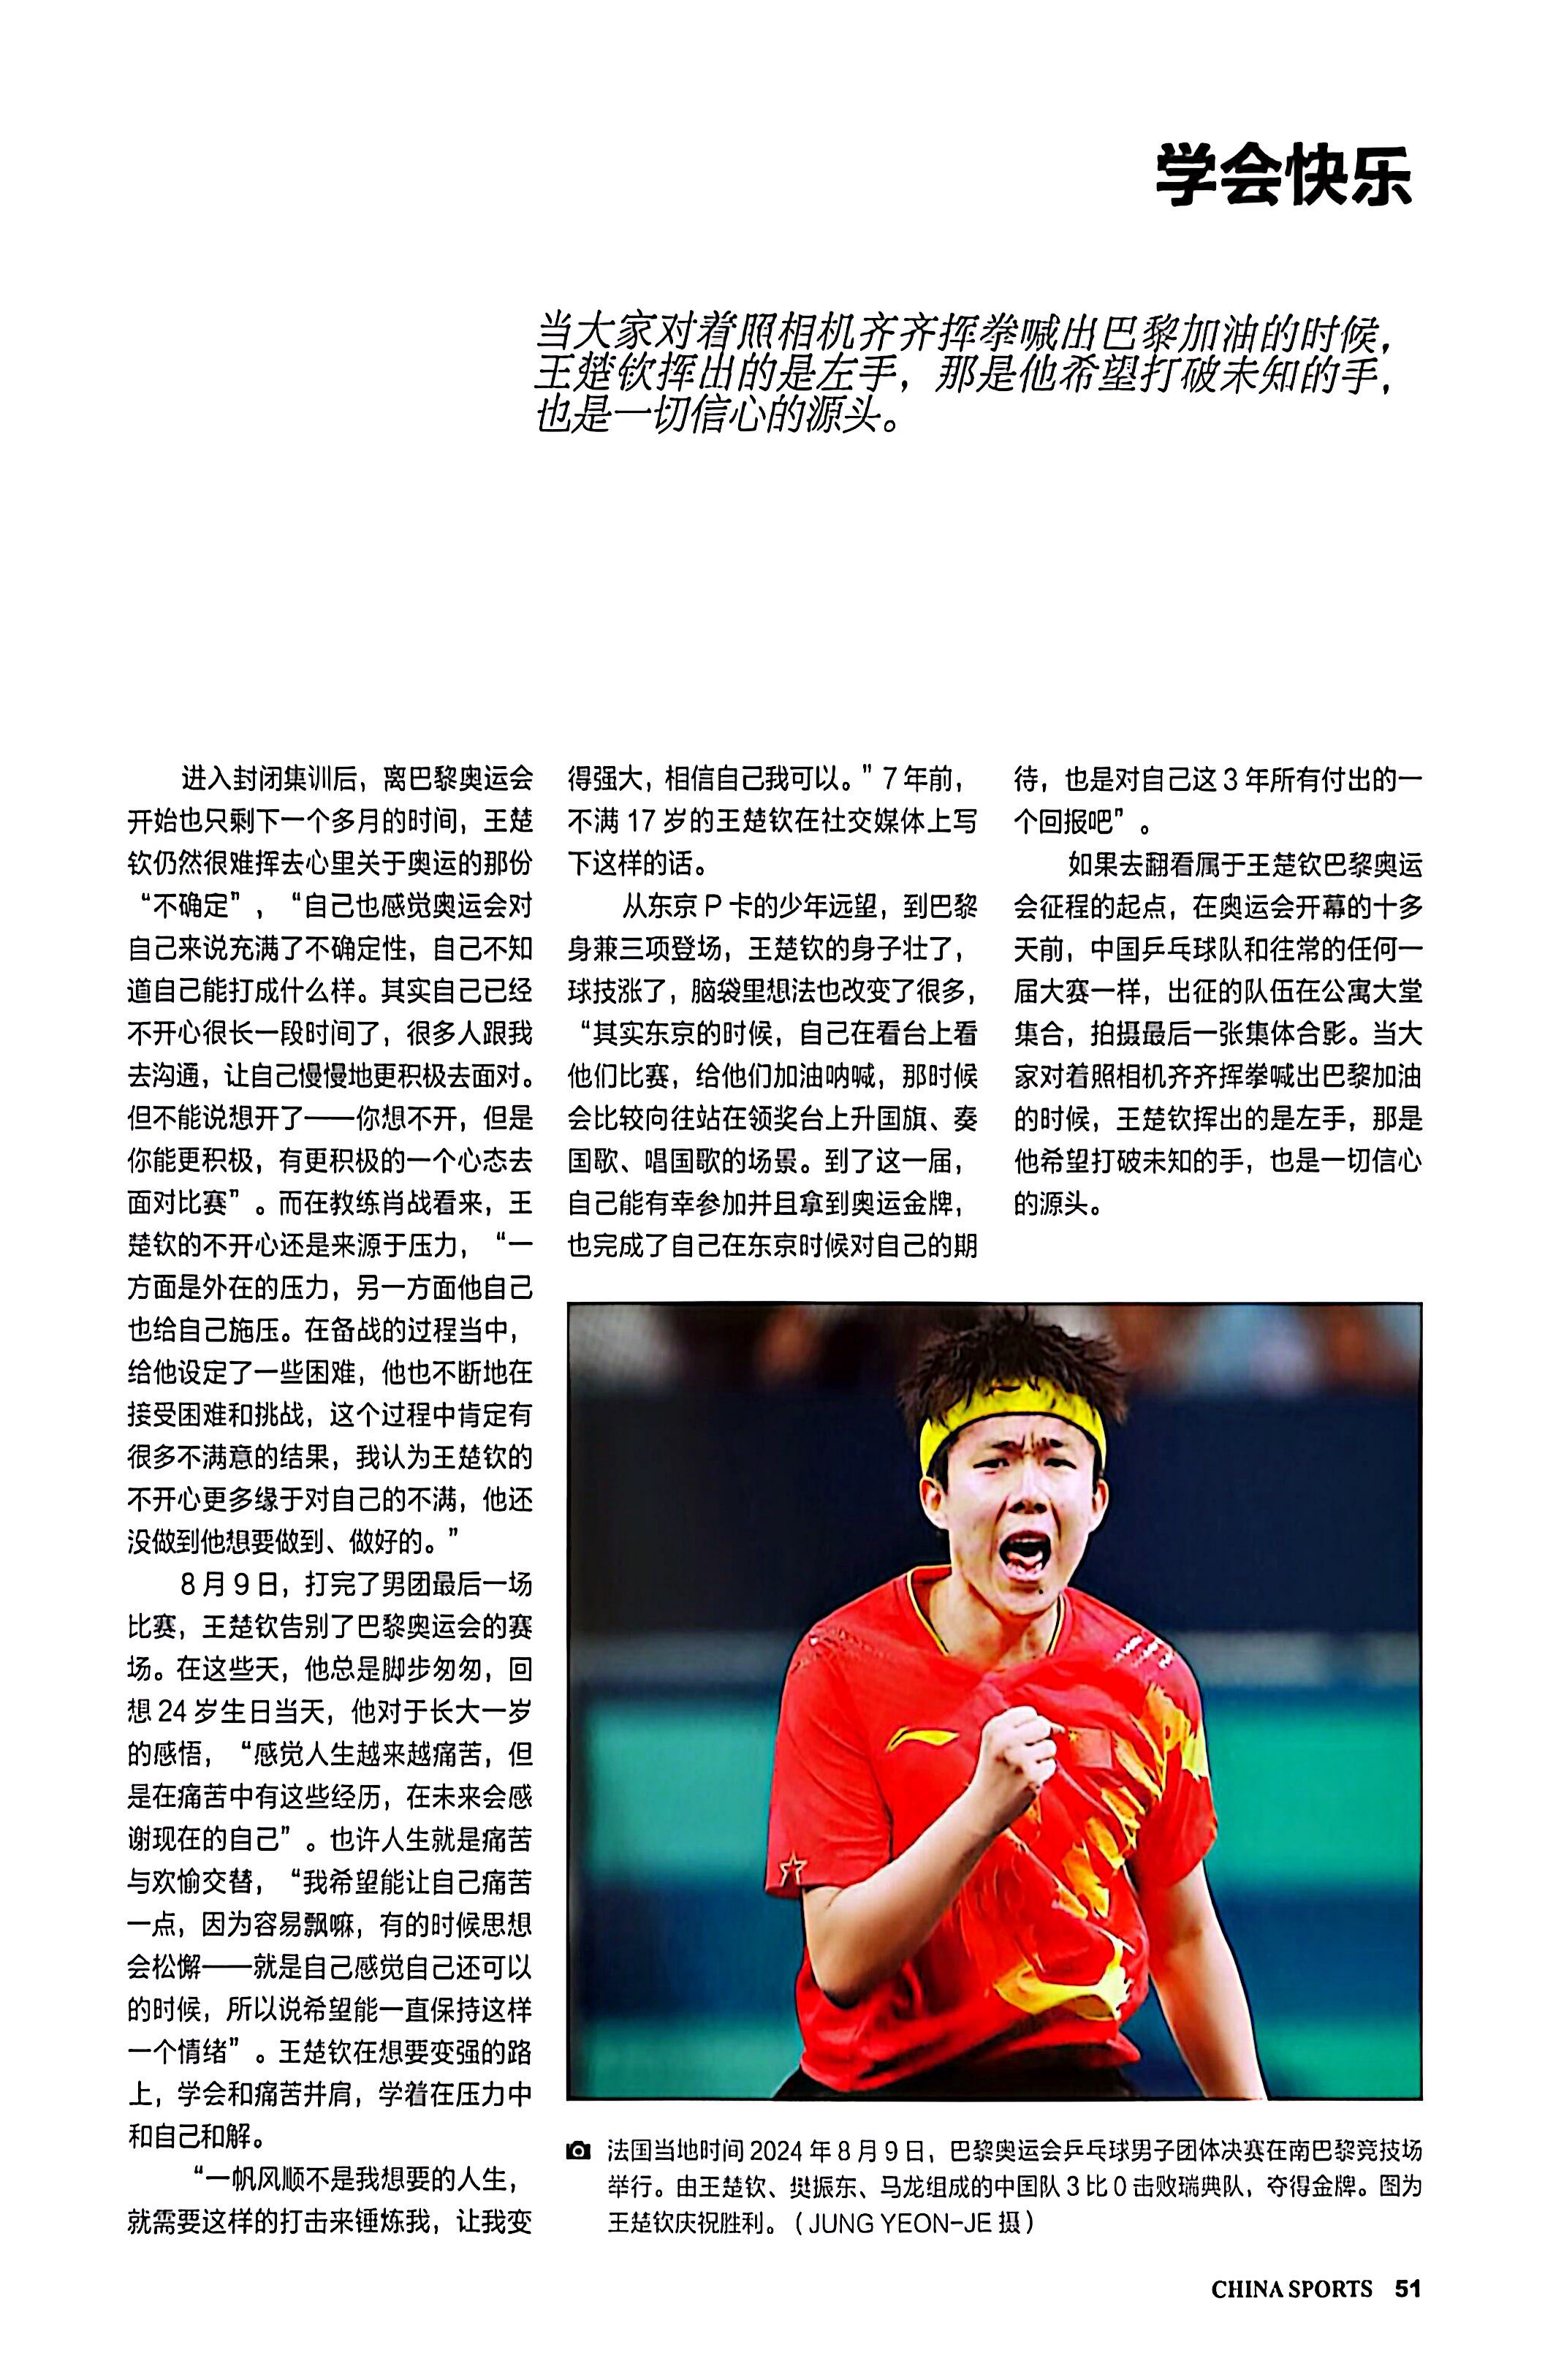 学会快乐
当大家对着照相机齐齐挥拳喊出巴黎加油的时候，
王楚钦挥出的是左手，那是他希望打破未知的手，
也是一切信心的源头。
进入封闭集训后，离巴黎奥运会
开始也只剩下一个多月的时间，王楚
钦仍然很难挥去心里关于奥运的那份
“不确定”，“自己也感觉奥运会对
自己来说充满了不确定性，自己不知
道自己能打成什么样。其实自己已经
不开心很长一段时间了，很多人跟我
去沟通，让自己慢慢地更积极去面对。
但不能说想开了——你想不开，但是
你能更积极，有更积极的一个心态去
面对比赛”。而在教练肖战看来，王
楚钦的不开心还是来源于压力，“一
方面是外在的压力，另一方面他自己
也给自己施压。在备战的过程当中，
给他设定了一些困难，他也不断地在
接受困难和挑战，这个过程中肯定有
很多不满意的结果，我认为王楚钦的
不开心更多缘于对自己的不满，他还
没做到他想要做到、做好的。”
8月9日，打完了男团最后一场
比赛，王楚钦告别了巴黎奥运会的赛
场。在这些天，他总是脚步匆匆，回
想24岁生日当天，他对于长大一岁
的感悟，“感觉人生越来越痛苦，但
是在痛苦中有这些经历，在未来会感
谢现在的自己”。也许人生就是痛苦
与欢愉交替，“我希望能让自己痛苦
一点，因为容易飘嘛，有的时候思想
会松懈——就是自己感觉自己还可以
的时候，所以说希望能一直保持这样
一个情绪”。王楚钦在想要变强的路
上，学会和痛苦并肩，学着在压力中
和自己和解。
“一帆风顺不是我想要的人生，
就需要这样的打击来锤炼我，让我变
得强大，相信自己我可以。”7年前，
不满17岁的王楚钦在社交媒体上写
下这样的话。
从东京P卡的少年远望，到巴黎
身兼三项登场，王楚钦的身子壮了，
球技涨了，脑袋里想法也改变了很多，
“其实东京的时候，自己在看台上看
他们比赛，给他们加油呐喊，那时候
会比较向往站在领奖台上升国旗、奏
国歌、唱国歌的场景。到了这一届，
自己能有幸参加并且拿到奥运金牌，
也完成了自己在东京时候对自己的期
待，也是对自己这3年所有付出的一
个回报吧”。
如果去翻看属于王楚钦巴黎奥运
会征程的起点，在奥运会开幕的十多
天前，中国乒乓球队和往常的任何一
届大赛一样，出征的队伍在公寓大堂
集合，拍摄最后一张集体合影。当大
家对着照相机齐齐挥拳喊出巴黎加油
的时候，王楚钦挥出的是左手，那是
他希望打破未知的手，也是一切信心
的源头。
法国当地时间2024年8月9日，巴黎奥运会乒乓球男子团体决赛在南巴黎竞技场
举行。由王楚钦、樊振东、马龙组成的中国队3比0击败瑞典队，夺得金牌。图为
王楚钦庆祝胜利。（JUNG YEON-JE 摄）
CHINA SPORTS 51